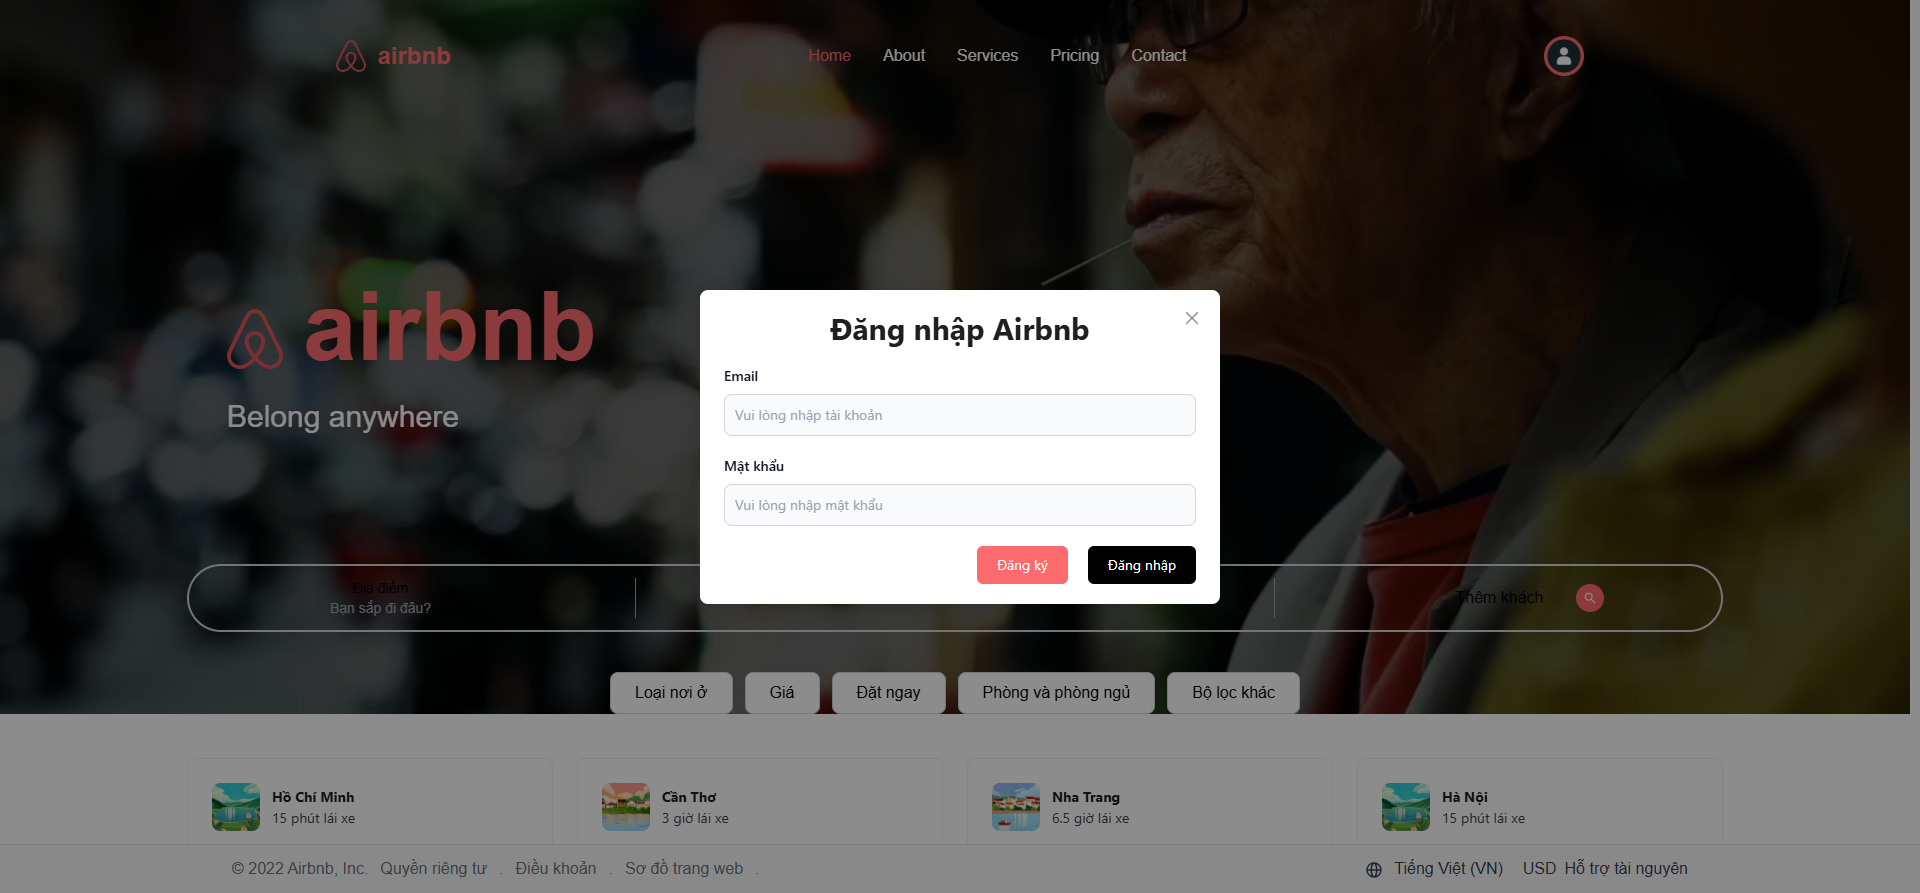 airbnb
Home About Services Pricing Contact
airbnb
Belong anywhere
Đăng nhập Airbnb
Email
Vui lòng nhập tài khoản
Mật khẩu
Vui lòng nhập mật khẩu
Đăng ký Đăng nhập
Địa điểm
Bạn sắp đi đâu?
Thêm khách
Loại nơi ở Giá Đặt ngay Phòng và phòng ngủ Bộ lọc khác
Hồ Chí Minh
15 phút lái xe
Cần Thơ
3 giờ lái xe
Nha Trang
6.5 giờ lái xe
Hà Nội
15 phút lái xe
© 2022 Airbnb, Inc. Quyền riêng tư . Điều khoản . Sơ đồ trang web .
Tiếng Việt (VN) USD Hỗ trợ tài nguyên